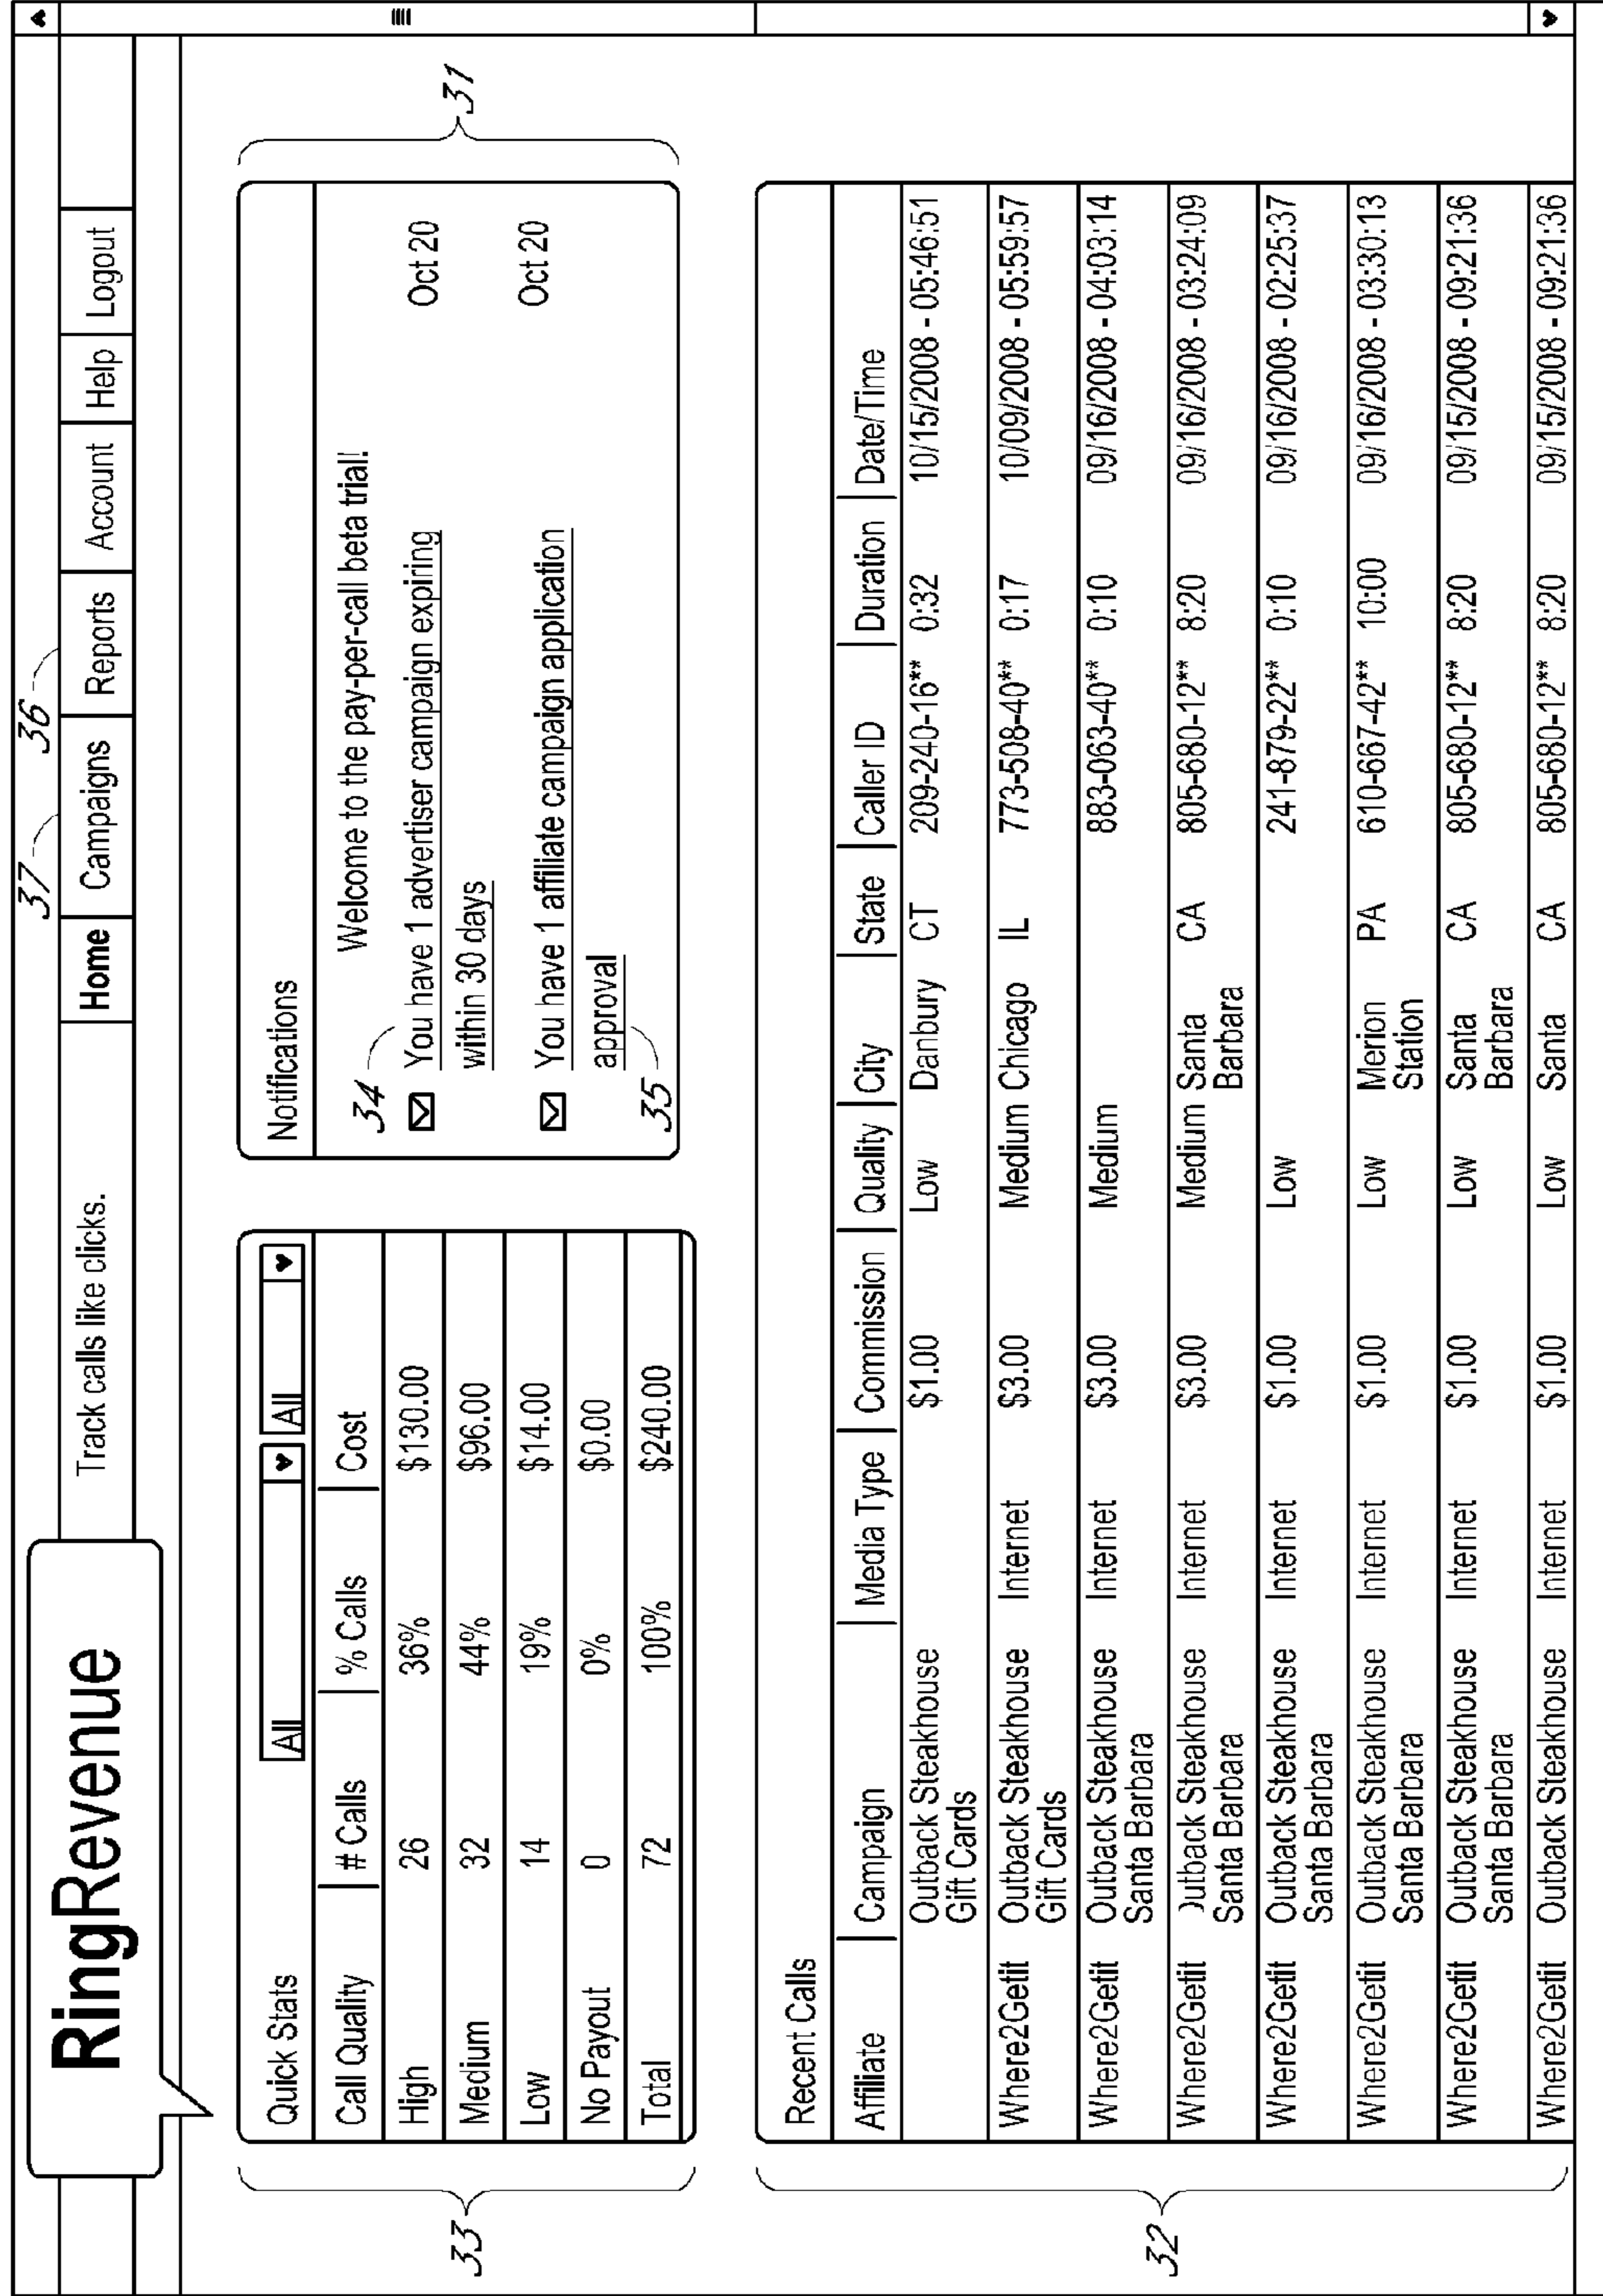 37 36
RingRevenue
Track calls like clicks.
Home Campaigns Reports Account Help Logout
33
Quick Stats All All
Call Quality # Calls % Calls Cost
High 26 36% $130.00
Medium 32 44% $96.00
Low 14 19% $14.00
No Payout 0 0% $0.00
Total 72 100% $240.00
31
Notifications
Welcome to the pay-per-call beta trial!
34
You have 1 advertiser campaign expiring Oct 20
within 30 days
You have 1 affiliate campaign application Oct 20
approval
35
32
Recent Calls
Affiliate Campaign Media Type Commission Quality City State Caller ID Duration Date/Time
Outback Steakhouse $1.00 Low Danbury CT 209-240-16** 0:32 10/15/2008 - 05:46:51
Gift Cards
Where2Getit Outback Steakhouse Internet $3.00 Medium Chicago IL 773-508-40** 0:17 10/09/2008 - 05:59:57
Gift Cards
Where2Getit Outback Steakhouse Internet $3.00 Medium 883-063-40** 0:10 09/16/2008 - 04:03:14
Santa Barbara
Where2Getit Outback Steakhouse Internet $3.00 Medium Santa CA 805-680-12** 8:20 09/16/2008 - 03:24:09
Santa Barbara Barbara
Where2Getit Outback Steakhouse Internet $1.00 Low 241-879-22** 0:10 09/16/2008 - 02:25:37
Santa Barbara
Where2Getit Outback Steakhouse Internet $1.00 Low Merion PA 610-667-42** 10:00 09/16/2008 - 03:30:13
Santa Barbara Station
Where2Getit Outback Steakhouse Internet $1.00 Low Santa CA 805-680-12** 8:20 09/15/2008 - 09:21:36
Santa Barbara Barbara
Where2Getit Outback Steakhouse Internet $1.00 Low Santa CA 805-680-12** 8:20 09/15/2008 - 09:21:36